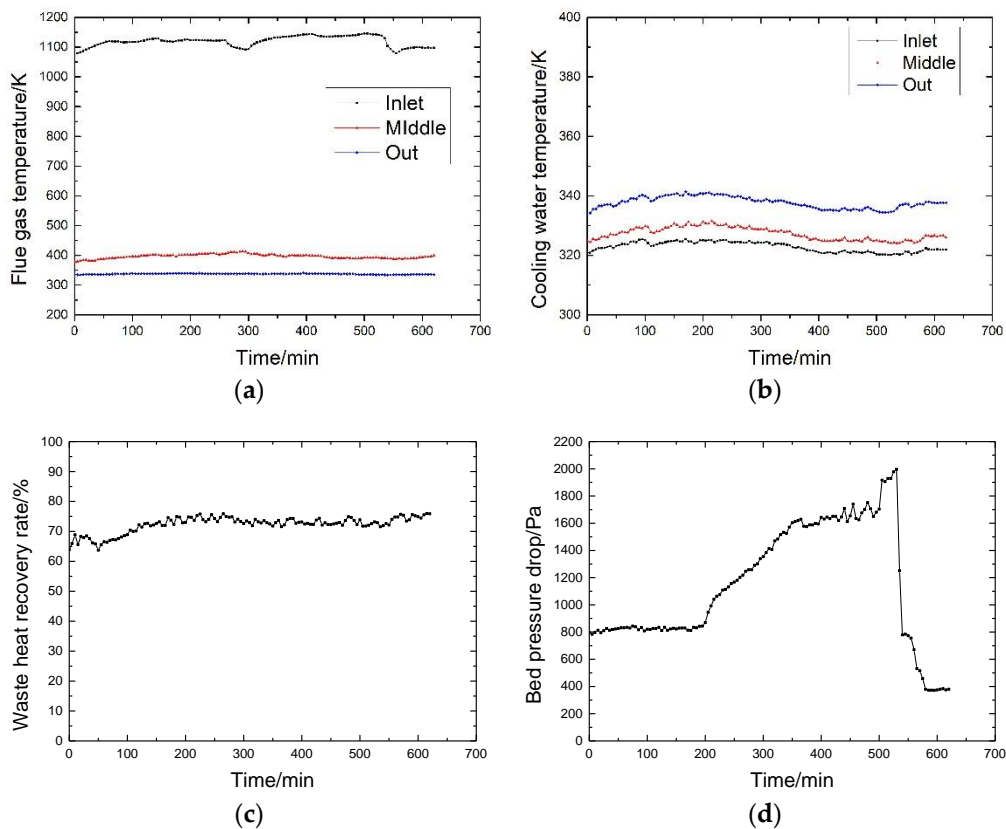 1200
1100
1000
900
800
700
600
500
400
300
200
Flue gas temperature/K
Inlet
MIddle
Out
0 100 200 300 400 500 600 700
Time/min
(a)
400
380
360
340
320
300
Cooling water temperature/K
Inlet
Middle
Out
0 100 200 300 400 500 600 700
Time/min
(b)
100
90
80
70
60
50
40
30
20
10
0
Waste heat recovery rate/%
0 100 200 300 400 500 600 700
Time/min
(c)
2200
2000
1800
1600
1400
1200
1000
800
600
400
200
0
Bed pressure drop/Pa
0 100 200 300 400 500 600 700
Time/min
(d)